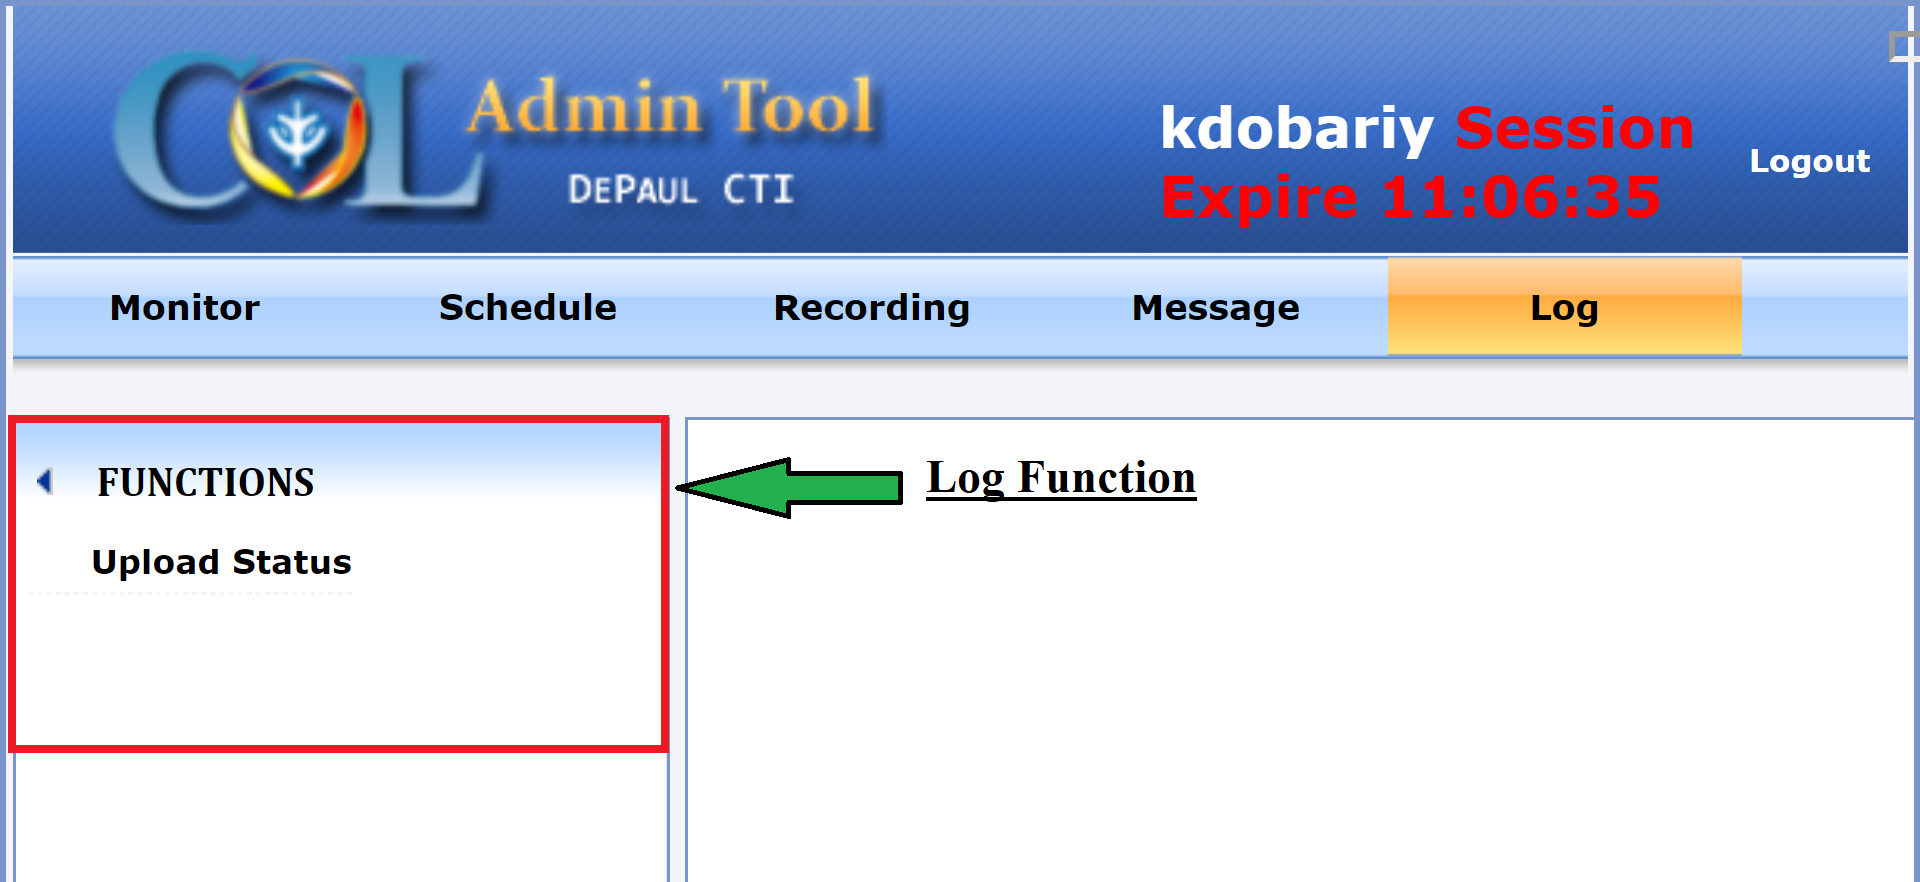 COL
Admin Tool
DEPAUL CTI
kdobariy Session
Expire 11:06:35
Logout
Monitor Schedule Recording Message Log
FUNCTIONS
Upload Status
Log Function